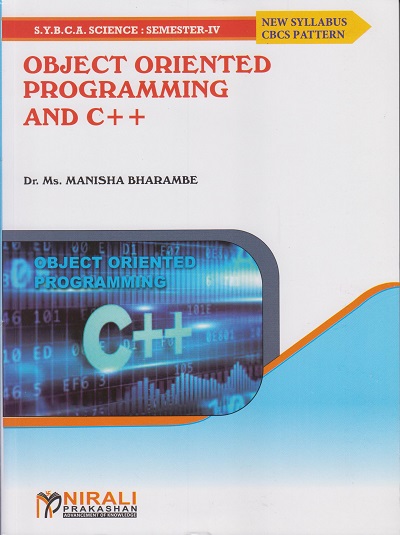 S.Y.B.C.A. SCIENCE : SEMESTER-IV
NEW SYLLABUS
CBCS PATTERN
OBJECT ORIENTED
PROGRAMMING
AND C++
Dr. Ms. MANISHA BHARAMBE
OBJECT ORIENTED
PROGRAMMING
C++
NIRALI
PRAKASHAN
ADVANCEMENT OF KNOWLEDGE